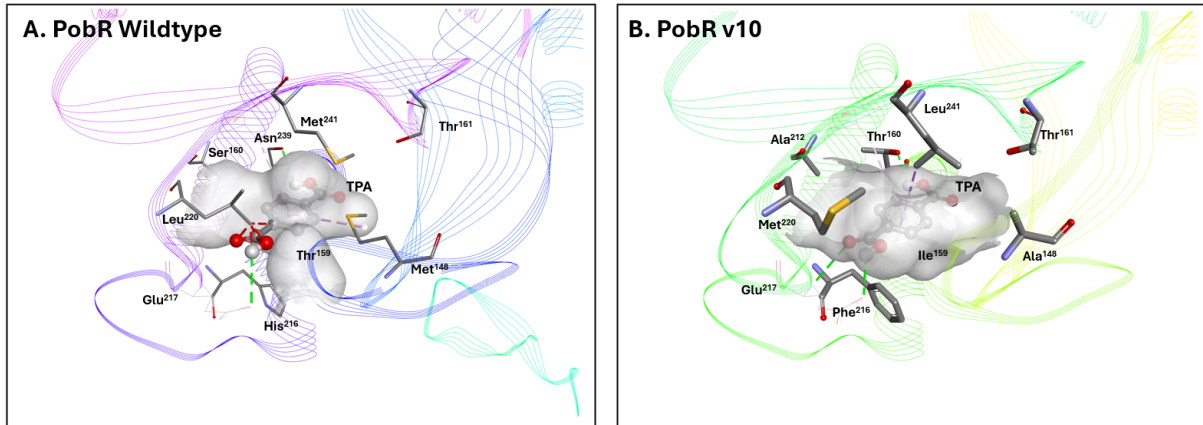 A. PobR Wildtype
Met²⁴¹
Thr¹⁶¹
Asn²³⁹
Ser¹⁶⁰
TPA
Leu²²⁰
Thr¹⁵⁹
Met¹⁴⁸
Glu²¹⁷
His²¹⁶
B. PobR v10
Leu²⁴¹
Ala²¹²
Thr¹⁶⁰
Thr¹⁶¹
TPA
Met²²⁰
Ile¹⁵⁹
Ala¹⁴⁸
Glu²¹⁷
Phe²¹⁶